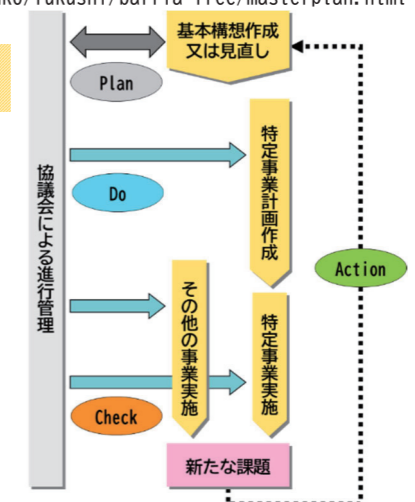 ko/fukushi/barria-free/masterplan.html
基本構想作成
又は見直し
Plan
特定事業計画作成
協議会による進行管理
Do
Action
その他の事業実施
特定事業実施
Check
新たな課題